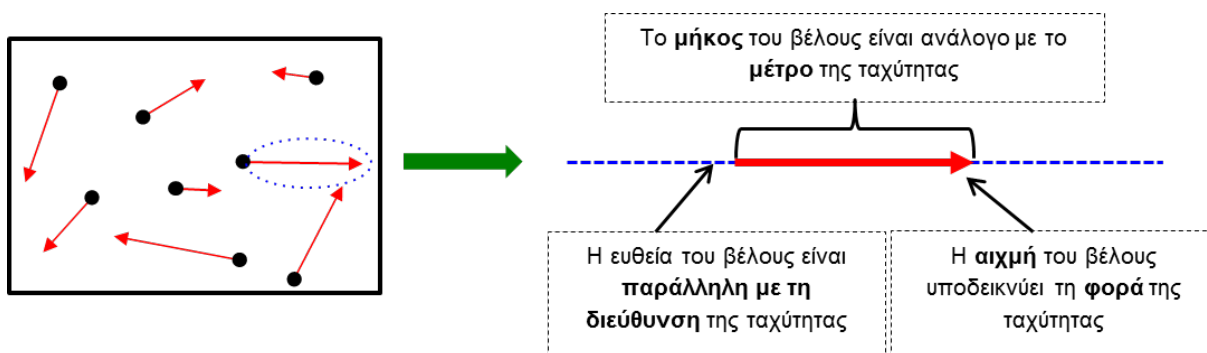 Το μήκος του βέλους είναι ανάλογο με το
μέτρο της ταχύτητας
Η ευθεία του βέλους είναι
παράλληλη με τη
διεύθυνση της ταχύτητας
Η αιχμή του βέλους
υποδεικνύει τη φορά της
ταχύτητας